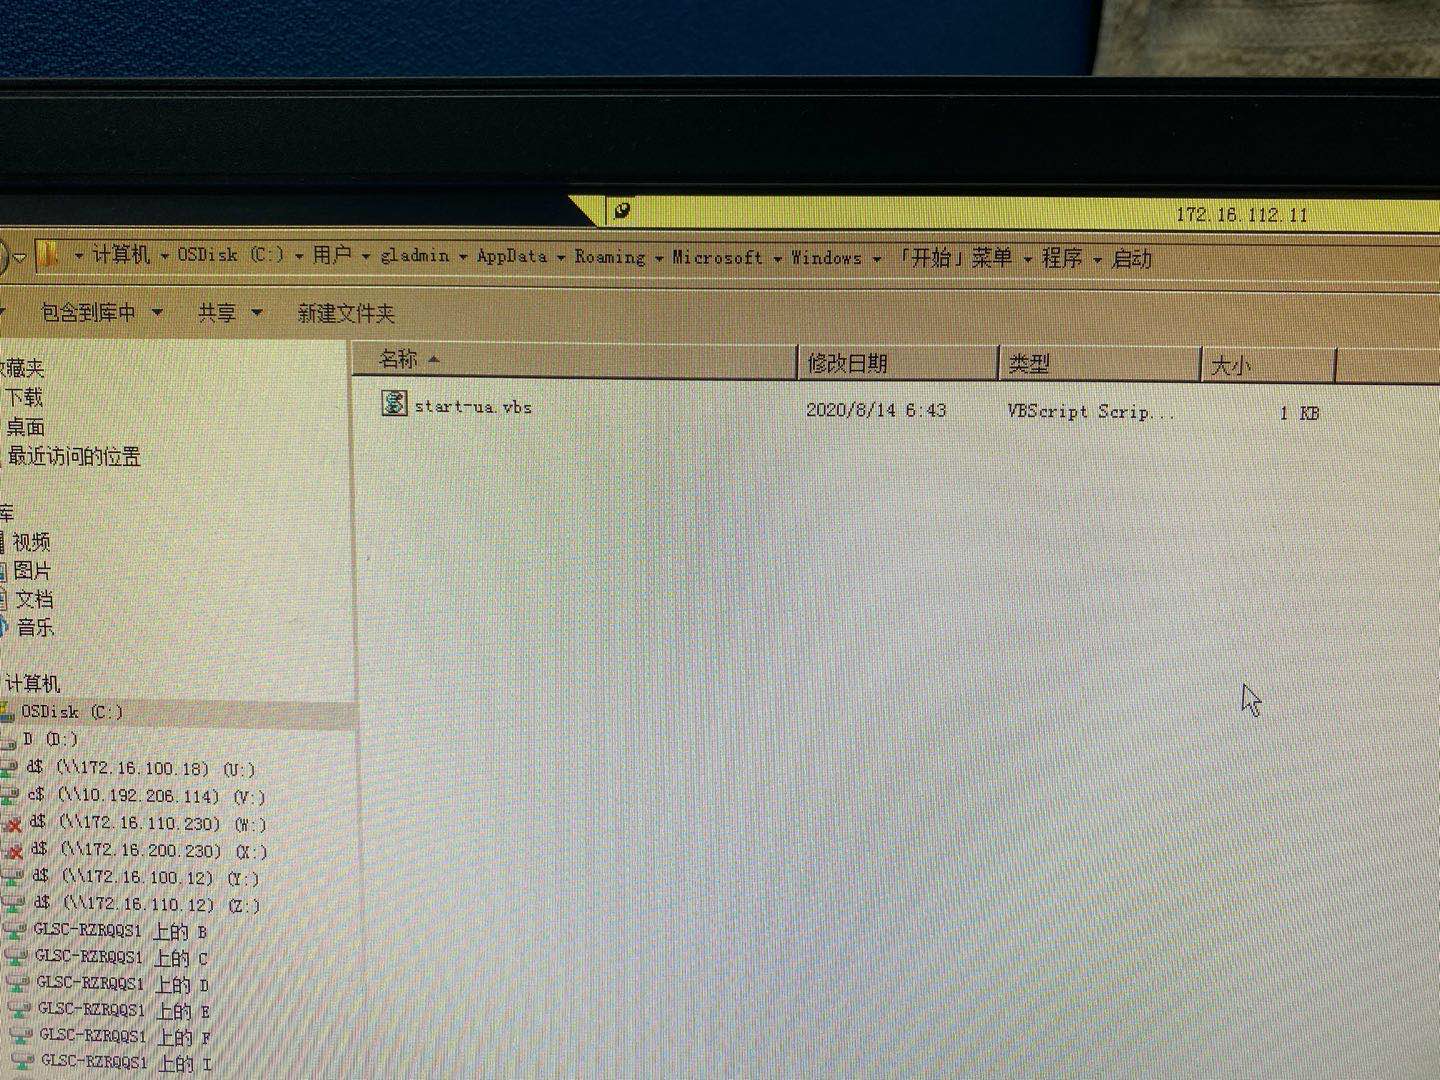 172.16.112.11
计算机 OSDisk (C:) 用户 gladmin AppData Roaming Microsoft Windows 「开始」菜单 程序 启动
包含到库中 共享 新建文件夹
名称 修改日期 类型 大小
start-ua.vbs 2020/8/14 6:43 VBScript Scrip... 1 KB
藏夹
下载
桌面
最近访问的位置
库
视频
图片
文档
音乐
计算机
OSDisk (C:)
D (D:)
d$ (\\172.16.100.18) (U:)
c$ (\\10.192.206.114) (V:)
d$ (\\172.16.110.230) (W:)
d$ (\\172.16.200.230) (X:)
d$ (\\172.16.100.12) (Y:)
d$ (\\172.16.110.12) (Z:)
GLSC-RZRQQS1 上的 B
GLSC-RZRQQS1 上的 C
GLSC-RZRQQS1 上的 D
GLSC-RZRQQS1 上的 E
GLSC-RZRQQS1 上的 F
GLSC-RZRQQS1 上的 I